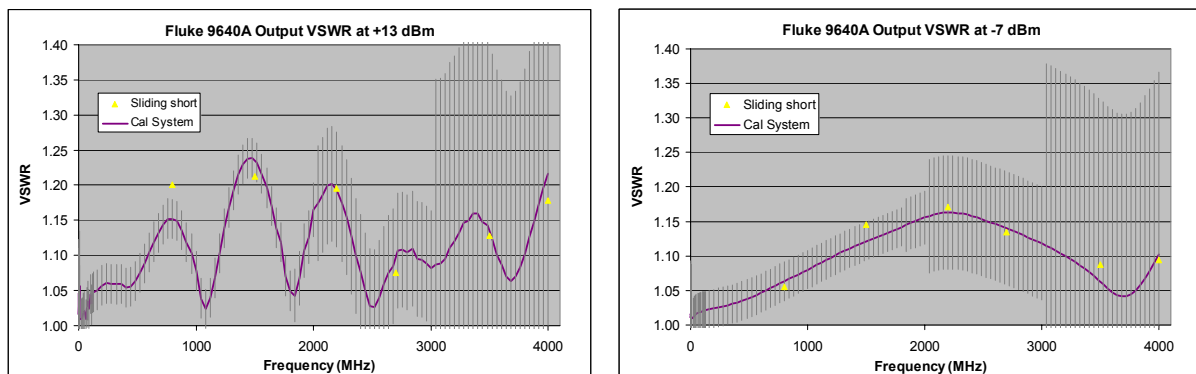 Fluke 9640A Output VSWR at +13 dBm
1.40
1.35
1.30
1.25
1.20
1.15
1.10
1.05
1.00
VSWR
Sliding short
Cal System
0
1000
2000
3000
4000
Frequency (MHz)
Fluke 9640A Output VSWR at -7 dBm
1.40
1.35
1.30
1.25
1.20
1.15
1.10
1.05
1.00
VSWR
Sliding short
Cal System
0
1000
2000
3000
4000
Frequency (MHz)